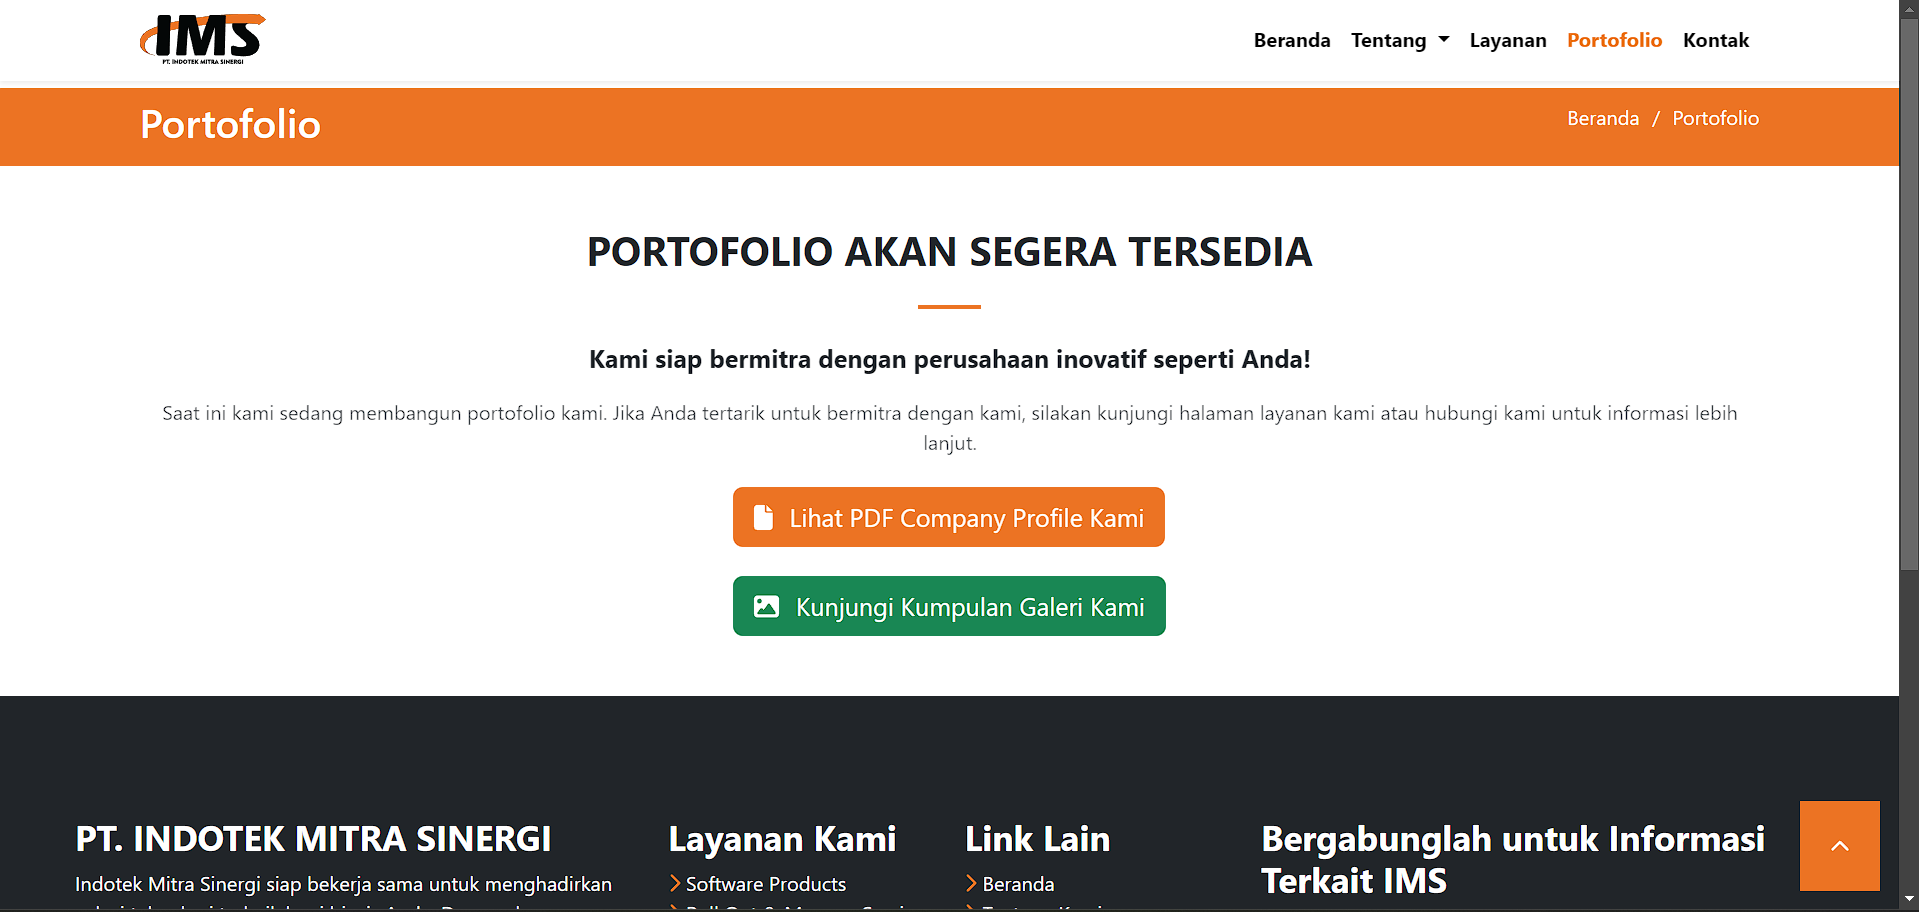 IMS
PT. INDOTEK MITRA SINERGI
Beranda Tentang Layanan Portofolio Kontak
Portofolio
Beranda / Portofolio
PORTOFOLIO AKAN SEGERA TERSEDIA
Kami siap bermitra dengan perusahaan inovatif seperti Anda!
Saat ini kami sedang membangun portofolio kami. Jika Anda tertarik untuk bermitra dengan kami, silakan kunjungi halaman layanan kami atau hubungi kami untuk informasi lebih
lanjut.
Lihat PDF Company Profile Kami
Kunjungi Kumpulan Galeri Kami
PT. INDOTEK MITRA SINERGI
Indotek Mitra Sinergi siap bekerja sama untuk menghadirkan
Layanan Kami
Software Products
Link Lain
Beranda
Bergabunglah untuk Informasi
Terkait IMS